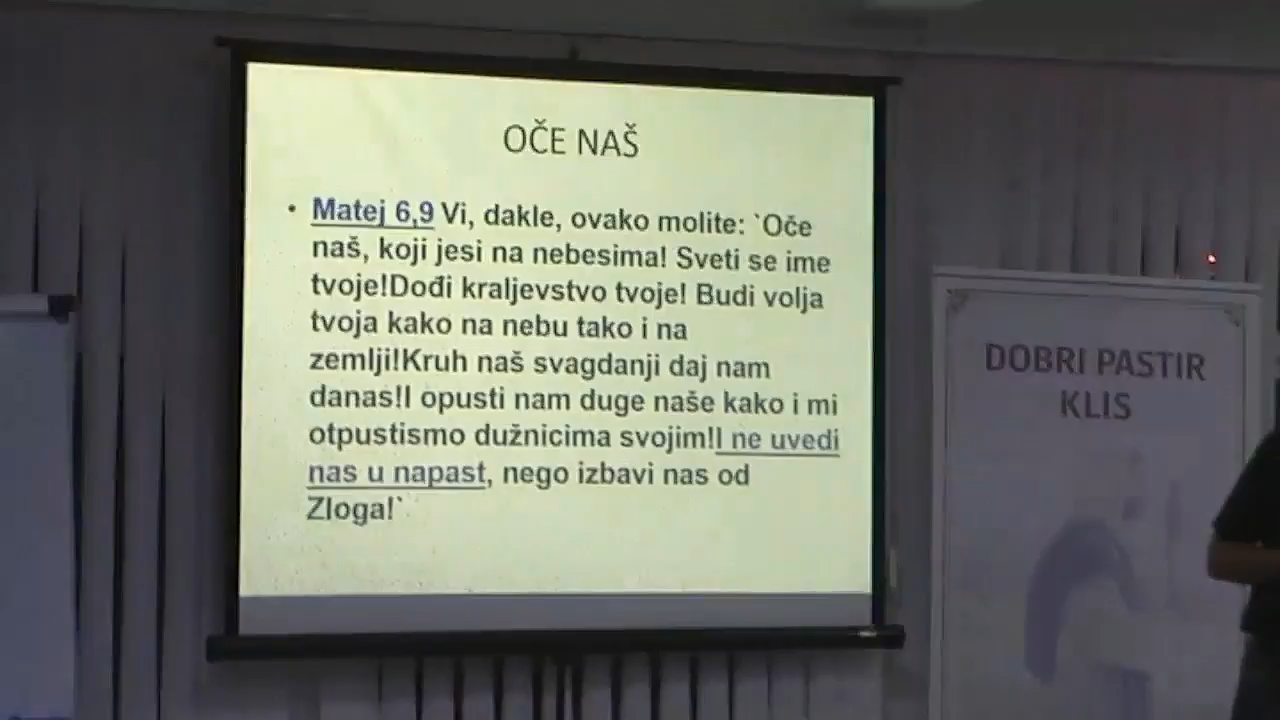 OČE NAŠ
• Matej 6,9 Vi, dakle, ovako molite: `Oče
naš, koji jesi na nebesima! Sveti se ime
tvoje!Dođi kraljevstvo tvoje! Budi volja
tvoja kako na nebu tako i na
zemlji!Kruh naš svagdanji daj nam
danas!I opusti nam duge naše kako i mi
otpustismo dužnicima svojim!I ne uvedi
nas u napast, nego izbavi nas od
Zloga!`
DOBRI PASTIR
KLIS